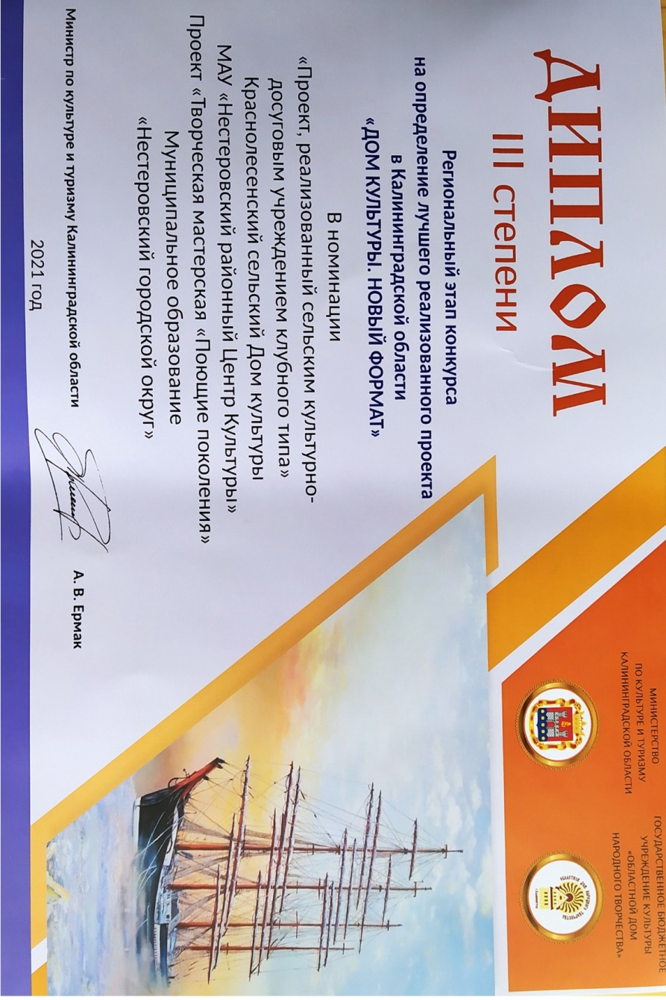 МИНИСТЕРСТВО
ПО КУЛЬТУРЕ И ТУРИЗМУ
КАЛИНИНГРАДСКОЙ ОБЛАСТИ
ГОСУДАРСТВЕННОЕ БЮДЖЕТНОЕ
УЧРЕЖДЕНИЕ КУЛЬТУРЫ
«ОБЛАСТНОЙ ДОМ
НАРОДНОГО ТВОРЧЕСТВА»
ДИПЛОМ
III степени
Региональный этап конкурса
на определение лучшего реализованного проекта
в Калининградской области
«ДОМ КУЛЬТУРЫ. НОВЫЙ ФОРМАТ»
В номинации
«Проект, реализованный сельским культурно-
досуговым учреждением клубного типа»
Краснолесенский сельский Дом культуры
МАУ «Нестеровский районный Центр Культуры»
Проект «Творческая мастерская «Поющие поколения»
Муниципальное образование
«Нестеровский городской округ»
Министр по культуре и туризму Калининградской области А. В. Ермак
2021 год